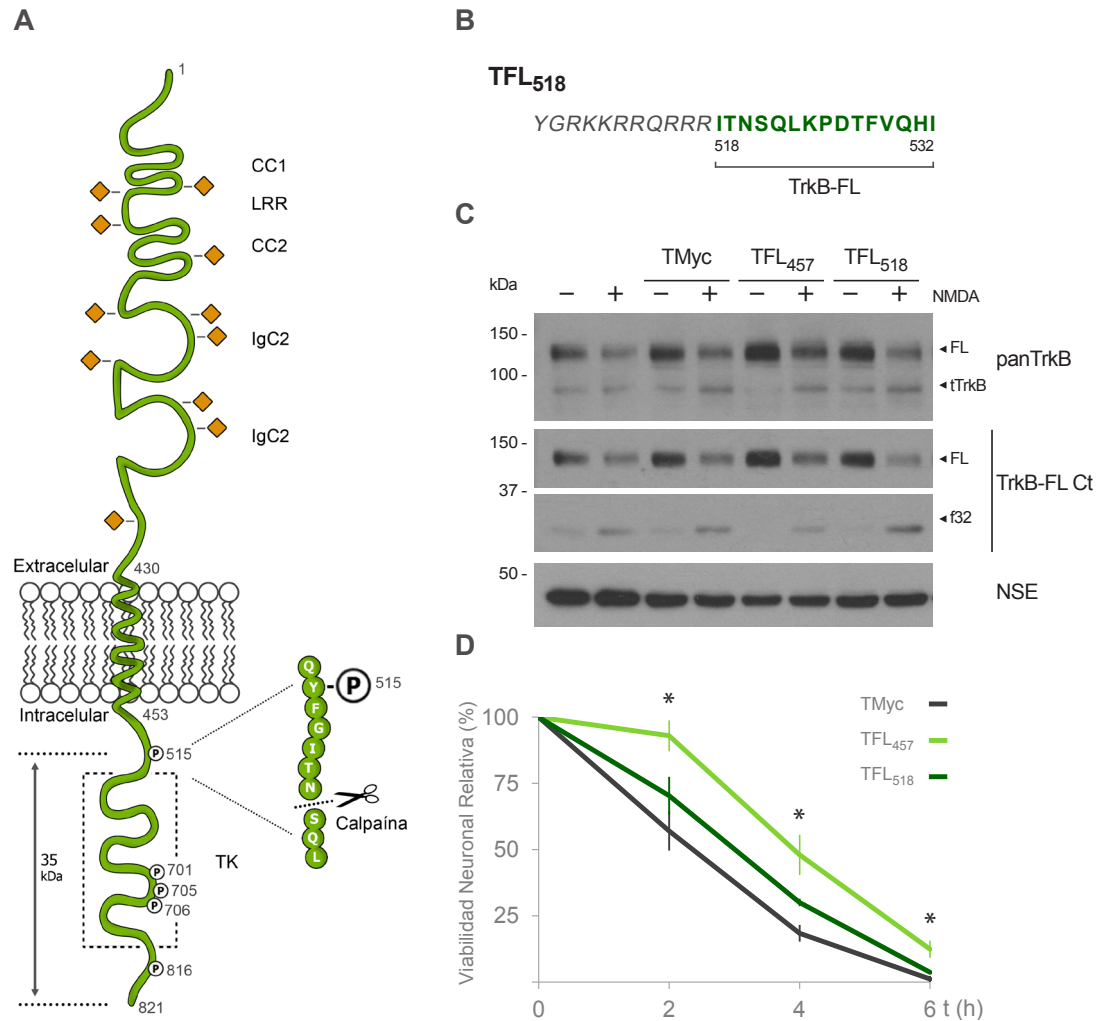 A
1
CC1
LRR
CC2
IgC2
IgC2
Extracelular
430
Intracelular
453
P 515
35
kDa
TK
P 701
P 705
P 706
P 816
821
Q
Y P 515
F
G
I
T
N
Calpaína
S
Q
L
B
TFL518
YGRKKRRQRRRITNSQLKPDTFVQHI
518 532
TrkB-FL
C
TMyc TFL457 TFL518
kDa − + − + − + − + NMDA
150 -
FL
panTrkB
100 -
tTrkB
150 -
FL
TrkB-FL Ct
37 -
f32
50 -
NSE
D
Viabilidad Neuronal Relativa (%)
100
75
50
25
* * *
TMyc
TFL457
TFL518
0 2 4 6 t (h)